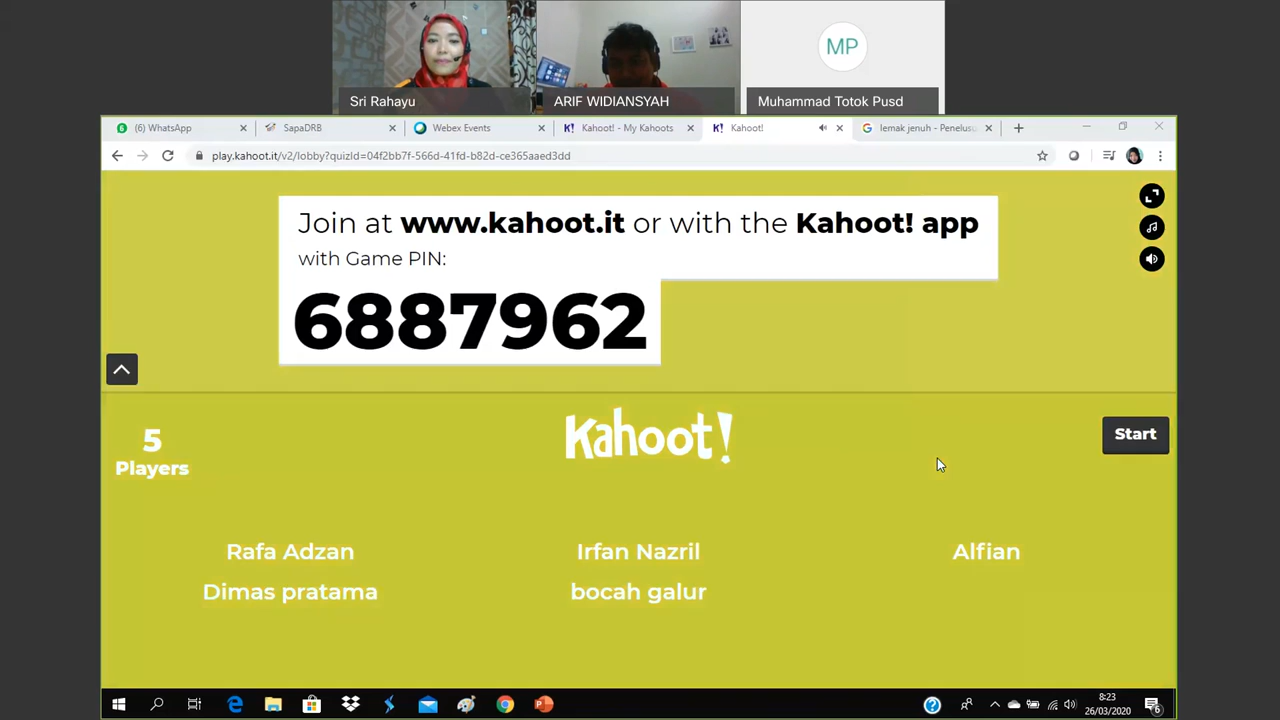 MP
Sri Rahayu
ARIF WIDIANSYAH
Muhammad Totok Pusd
(6) WhatsApp
SapaDRB
Webex Events
Kahoot! - My Kahoots
Kahoot!
lemak jenuh - Penelusu
play.kahoot.it/v2/lobby?quizId=04f2bb7f-566d-41fd-b82d-ce365aaed3dd
Join at www.kahoot.it or with the Kahoot! app
with Game PIN:
6887962
5
Players
Kahoot!
Start
Rafa Adzan
Irfan Nazril
Alfian
Dimas pratama
bocah galur
8:23
26/03/2020